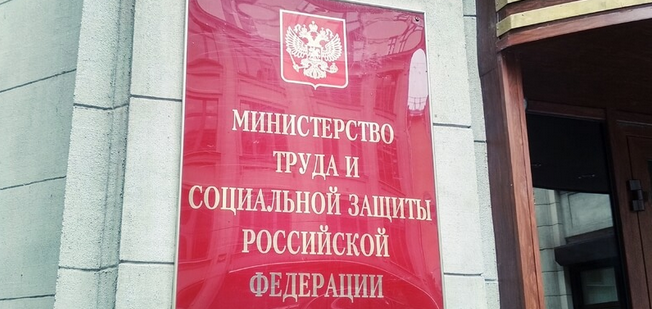 МИНИСТЕРСТВО
ТРУДА И
СОЦИАЛЬНОЙ ЗАЩИТЫ
РОССИЙСКОЙ
ФЕДЕРАЦИИ